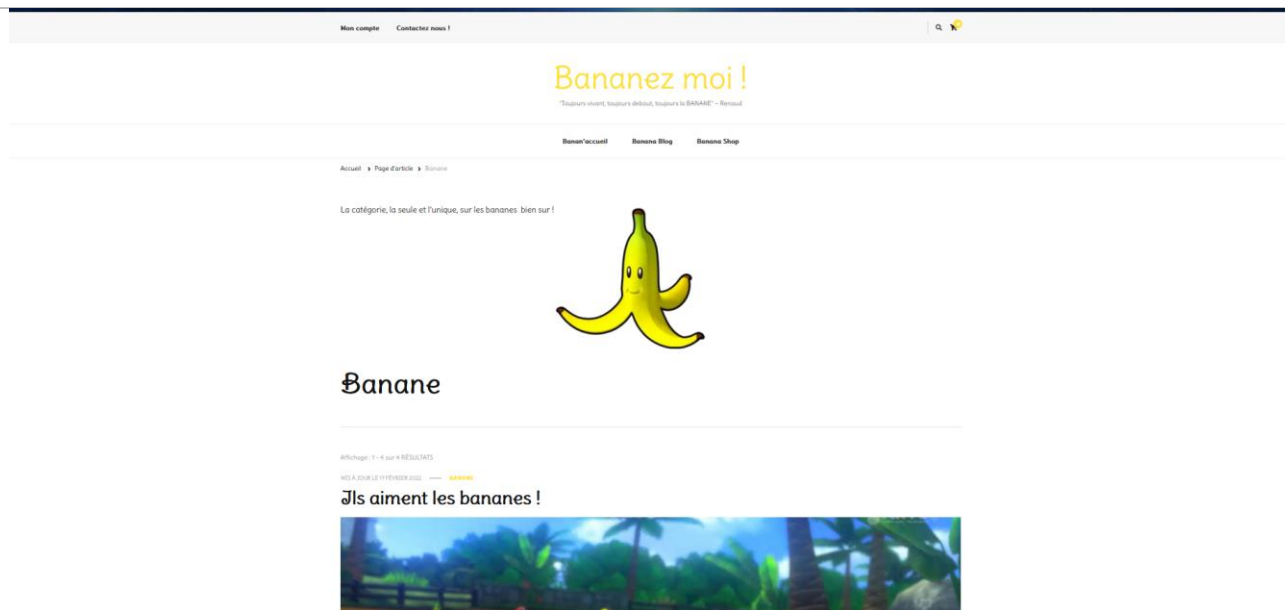 Mon compte Contactez nous !
Bananez moi !
"Toujours vivant, toujours debout, toujours la BANANE" – Renaud
Banan'accueil Banana Blog Banana Shop
Accueil Page d'article Banane
La catégorie, la seule et l'unique, sur les bananes bien sur !
Banane
Affichage : 1 - 4 sur 4 RÉSULTATS
MIS À JOUR LE 17 FÉVRIER 2022 BANANE
Ils aiment les bananes !